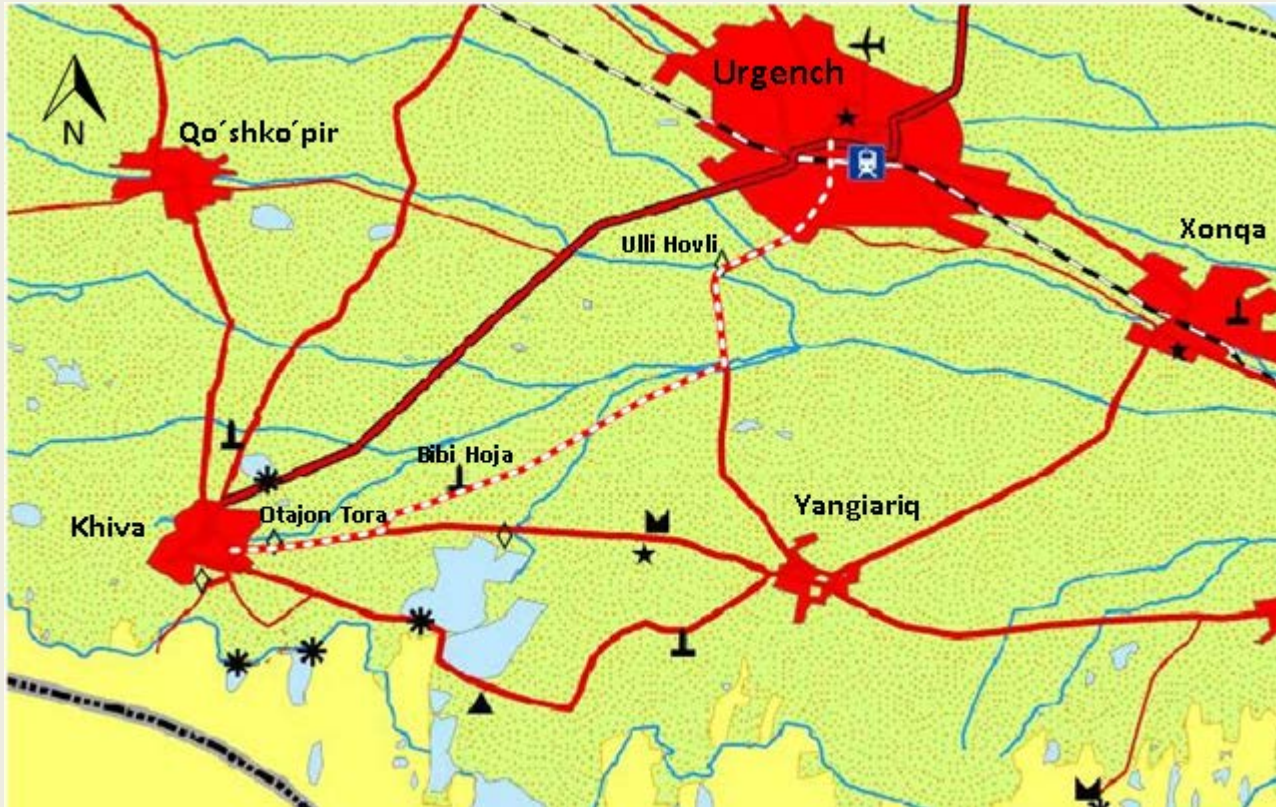 Urgench
N
Qo´shko´pir
Xonqa
Ulli Hovli
Bibi Hoja
Yangiariq
Otajon Tora
Khiva